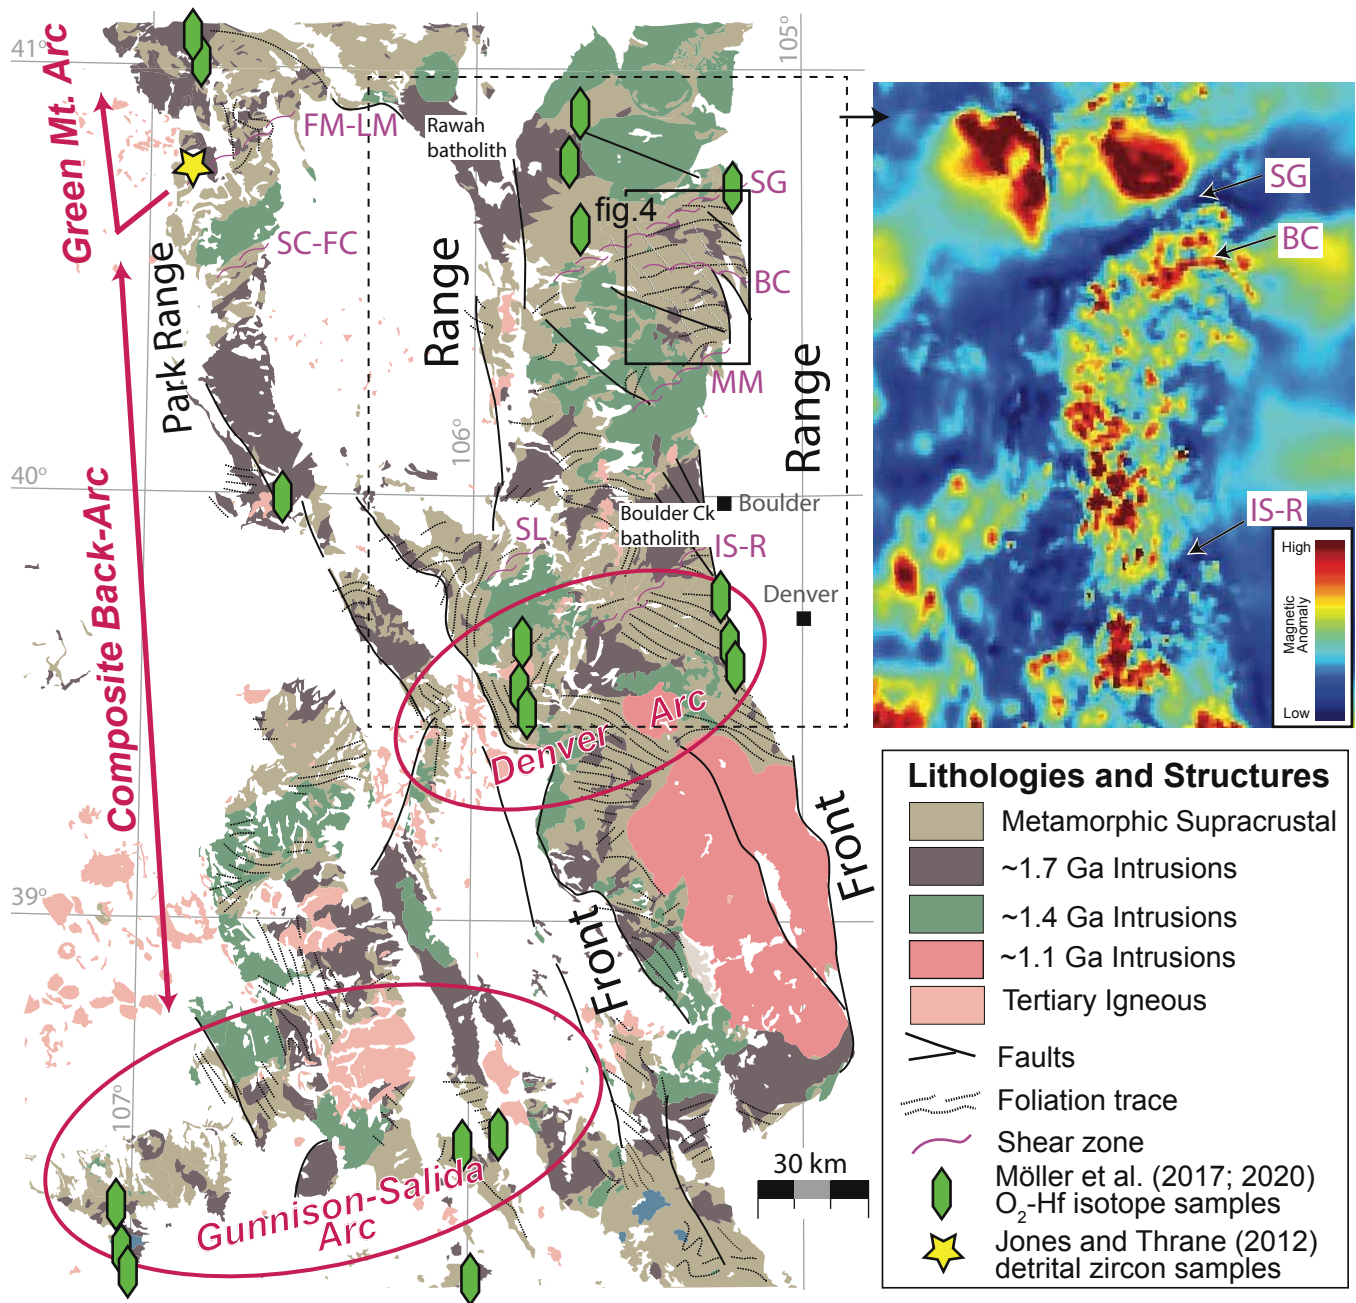 41°
105°
Green Mt. Arc
FM-LM
Rawah
batholith
SG
fig.4
SC-FC
Park Range
Range
BC
MM
Range
106°
40°
Composite Back-Arc
SL
Boulder Ck
batholith
Boulder
IS-R
Denver
Denver Arc
39°
Front
Front
107°
Gunnison-Salida
Arc
30 km
SG
BC
IS-R
High
Magnetic
Anomaly
Low
Lithologies and Structures
Metamorphic Supracrustal
~1.7 Ga Intrusions
~1.4 Ga Intrusions
~1.1 Ga Intrusions
Tertiary Igneous
Faults
Foliation trace
Shear zone
Möller et al. (2017; 2020)
O₂-Hf isotope samples
Jones and Thrane (2012)
detrital zircon samples